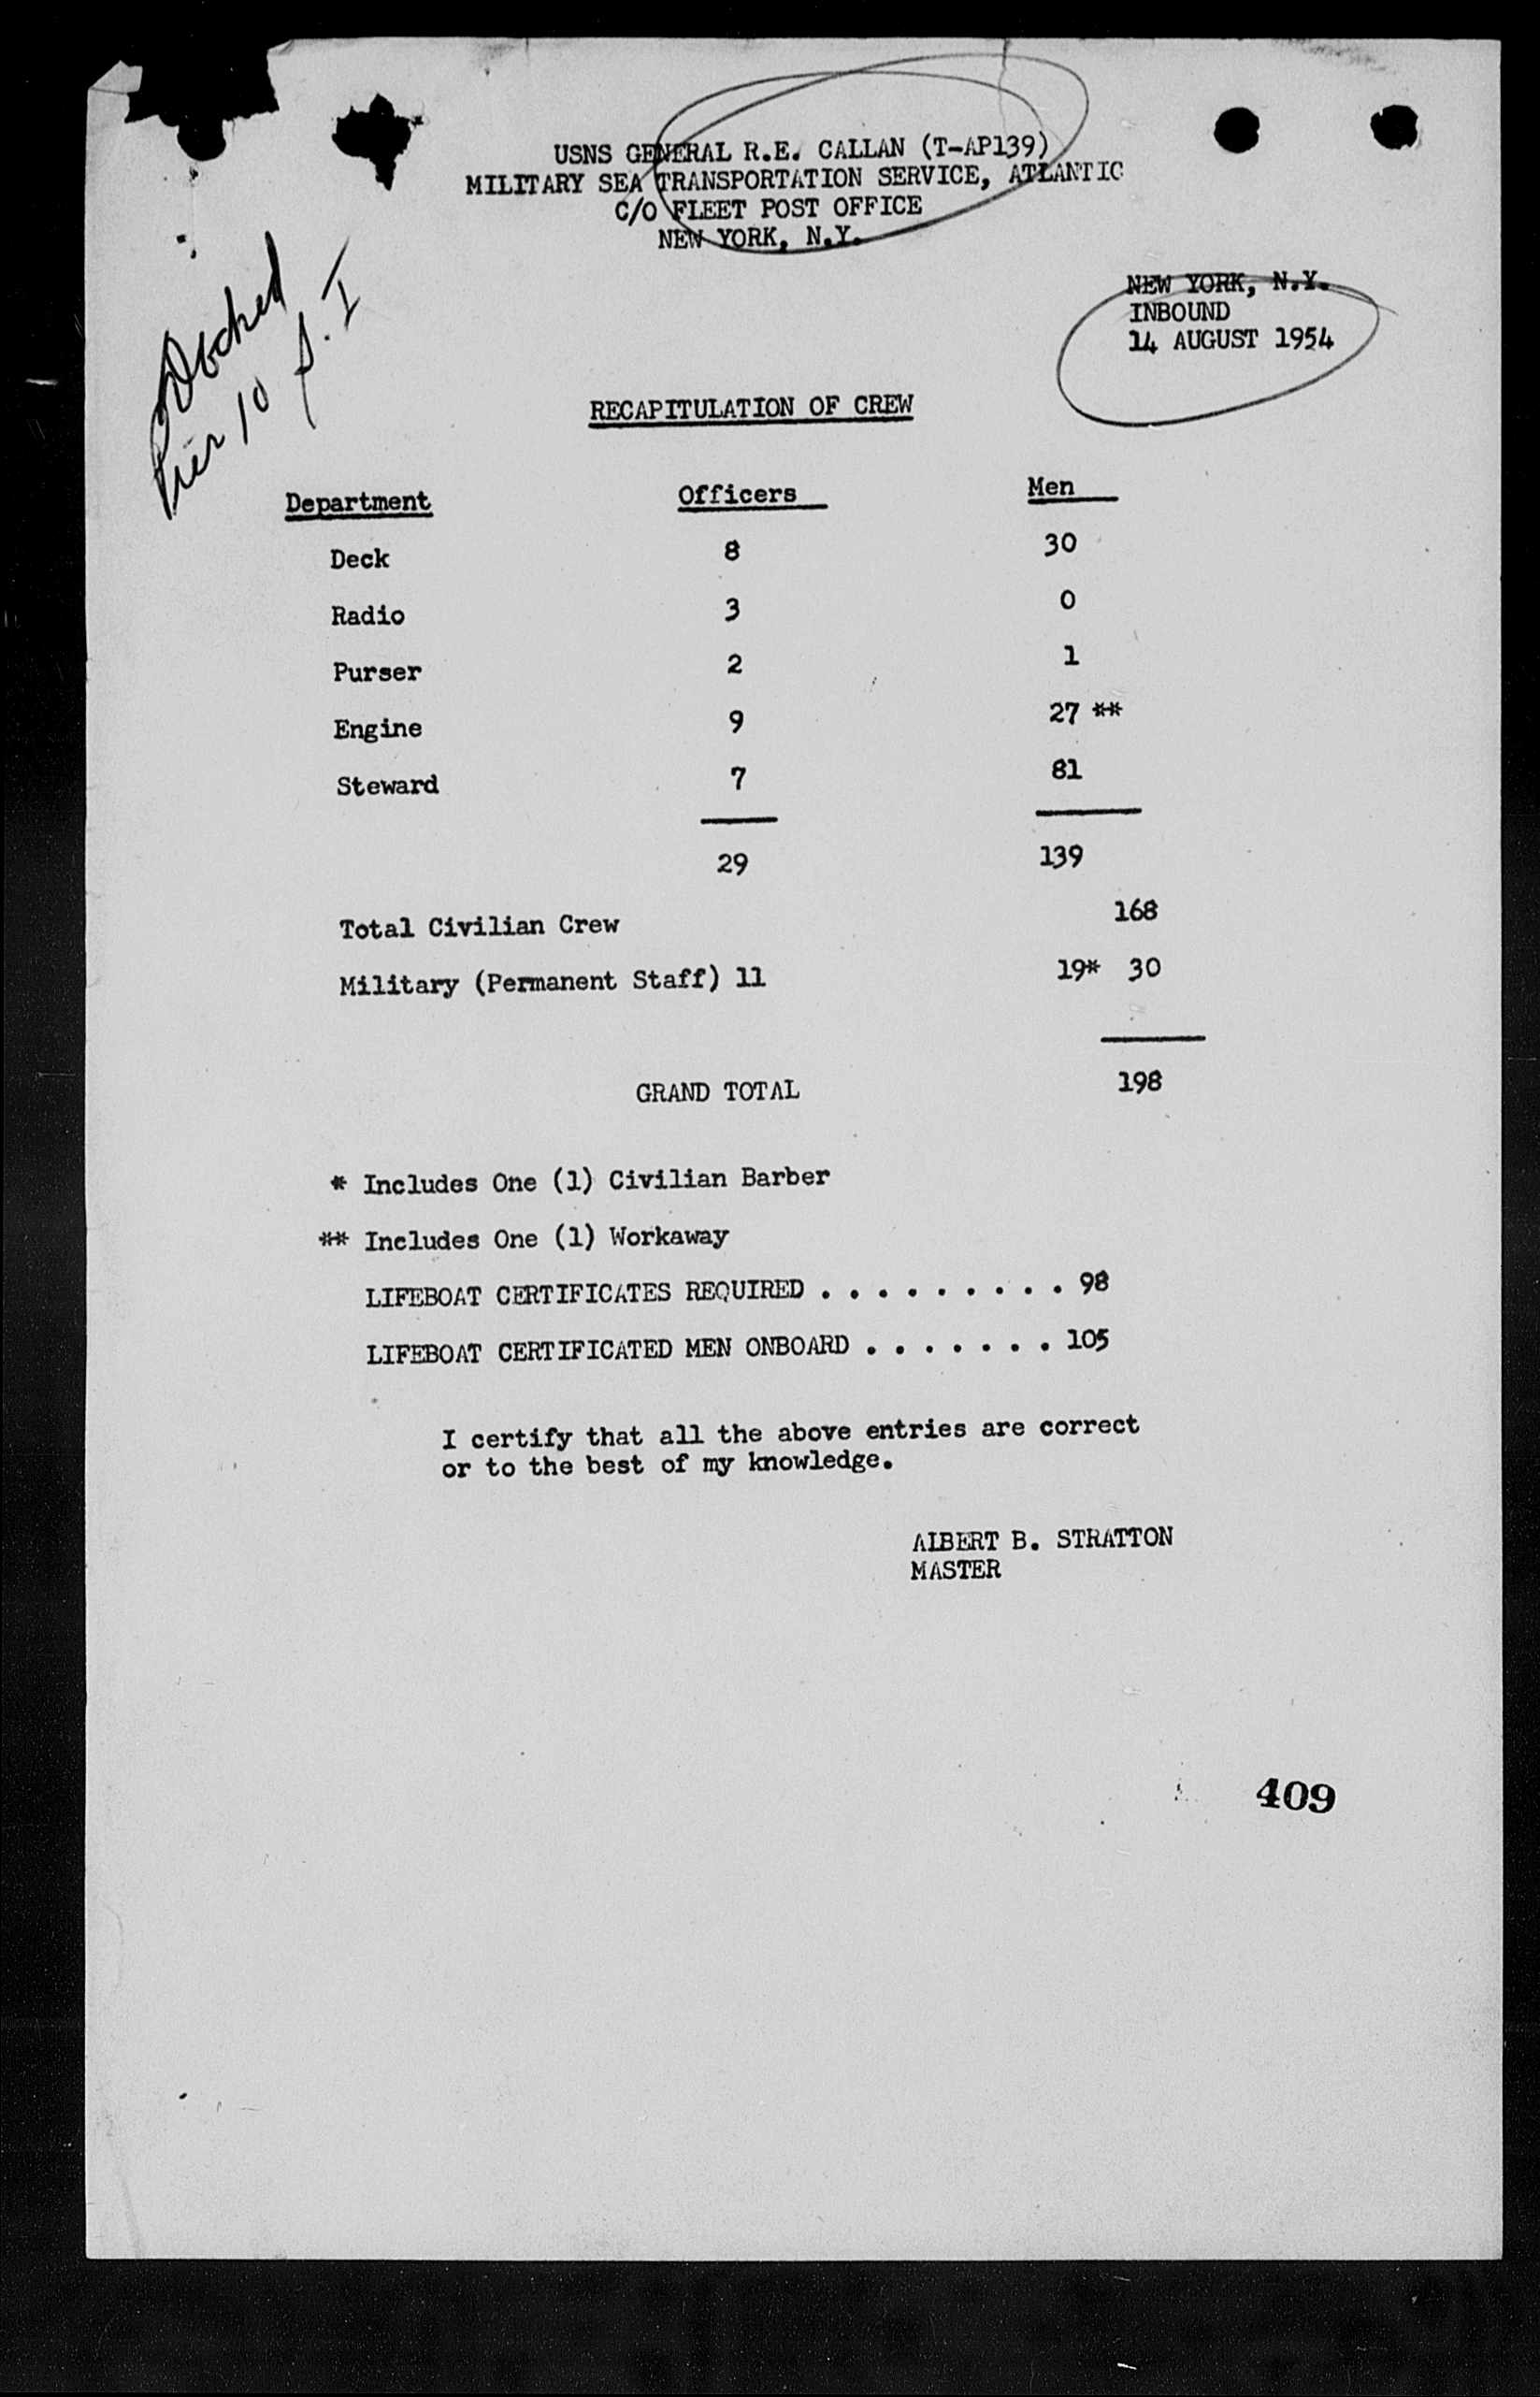 USNS GENERAL R.E. CALLAN (T-AP139)
MILITARY SEA TRANSPORTATION SERVICE, ATLANTIC
C/O FLEET POST OFFICE
NEW YORK, N.Y.
NEW YORK, N.Y.
INBOUND
14 AUGUST 1954
Docked
Pier 10 S. I
RECAPITULATION OF CREW
Department Officers Men
Deck 8 30
Radio 3 0
Purser 2 1
Engine 9 27 **
Steward 7 81
29 139
Total Civilian Crew 168
Military (Permanent Staff) 11 19* 30
GRAND TOTAL 198
* Includes One (1) Civilian Barber
** Includes One (1) Workaway
LIFEBOAT CERTIFICATES REQUIRED . . . . . . . . . 98
LIFEBOAT CERTIFICATED MEN ONBOARD . . . . . . . 105
I certify that all the above entries are correct
or to the best of my knowledge.
ALBERT B. STRATTON
MASTER
409